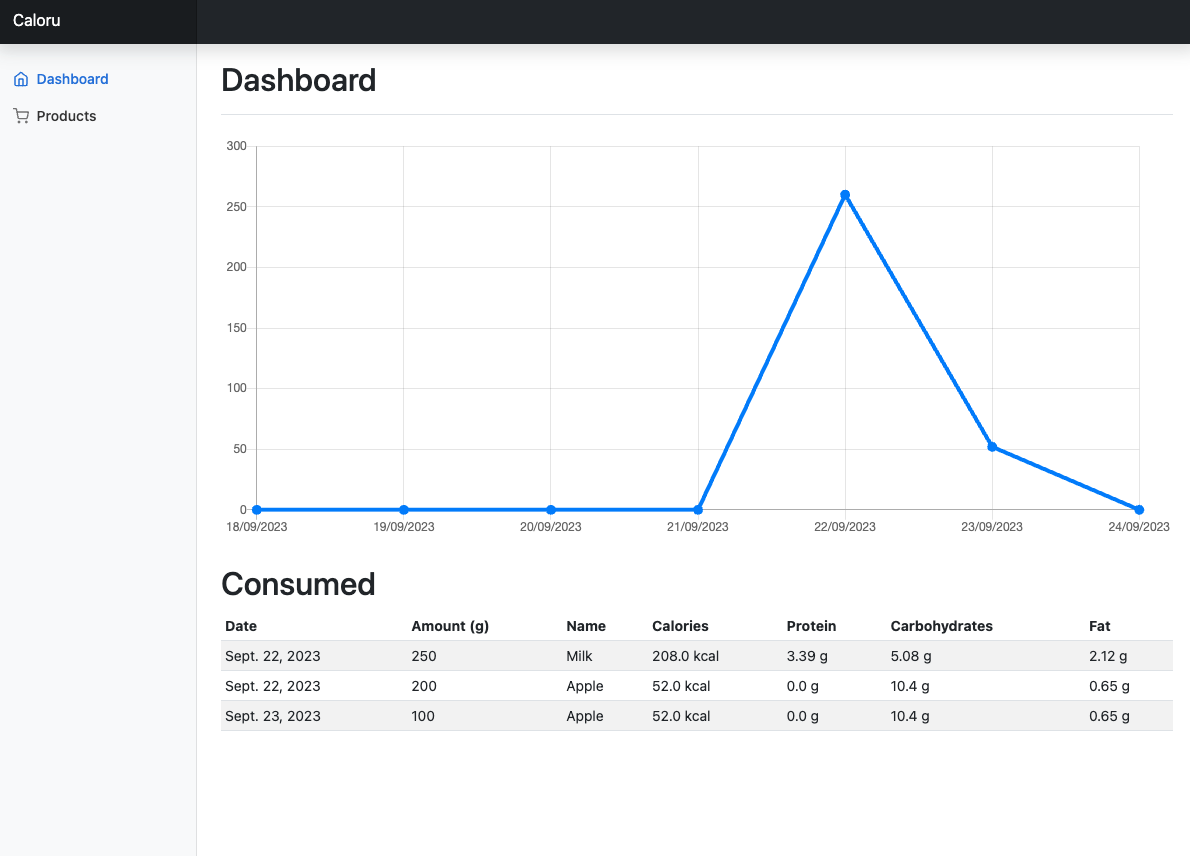 Caloru
Dashboard
Products
Dashboard
300
250
200
150
100
50
0
18/09/2023 19/09/2023 20/09/2023 21/09/2023 22/09/2023 23/09/2023 24/09/2023
Consumed
Date Amount (g) Name Calories Protein Carbohydrates Fat
Sept. 22, 2023 250 Milk 208.0 kcal 3.39 g 5.08 g 2.12 g
Sept. 22, 2023 200 Apple 52.0 kcal 0.0 g 10.4 g 0.65 g
Sept. 23, 2023 100 Apple 52.0 kcal 0.0 g 10.4 g 0.65 g